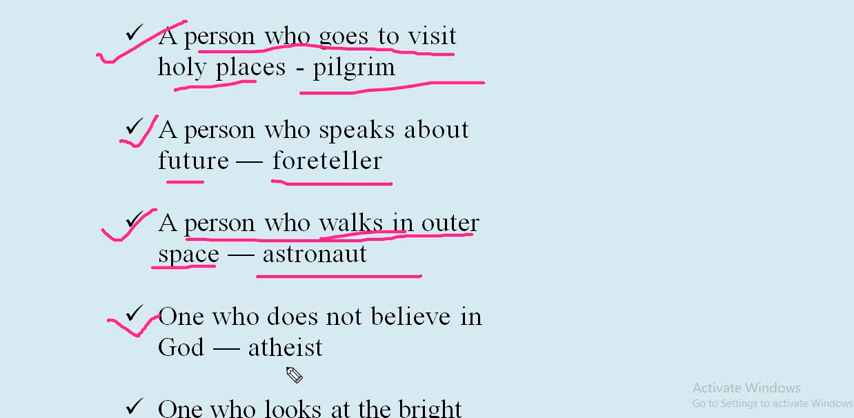 ✓ A person who goes to visit
holy places - pilgrim
✓ A person who speaks about
future — foreteller
✓ A person who walks in outer
space — astronaut
✓ One who does not believe in
God — atheist
✓ One who looks at the bright
Activate Windows
Go to Settings to activate Windows